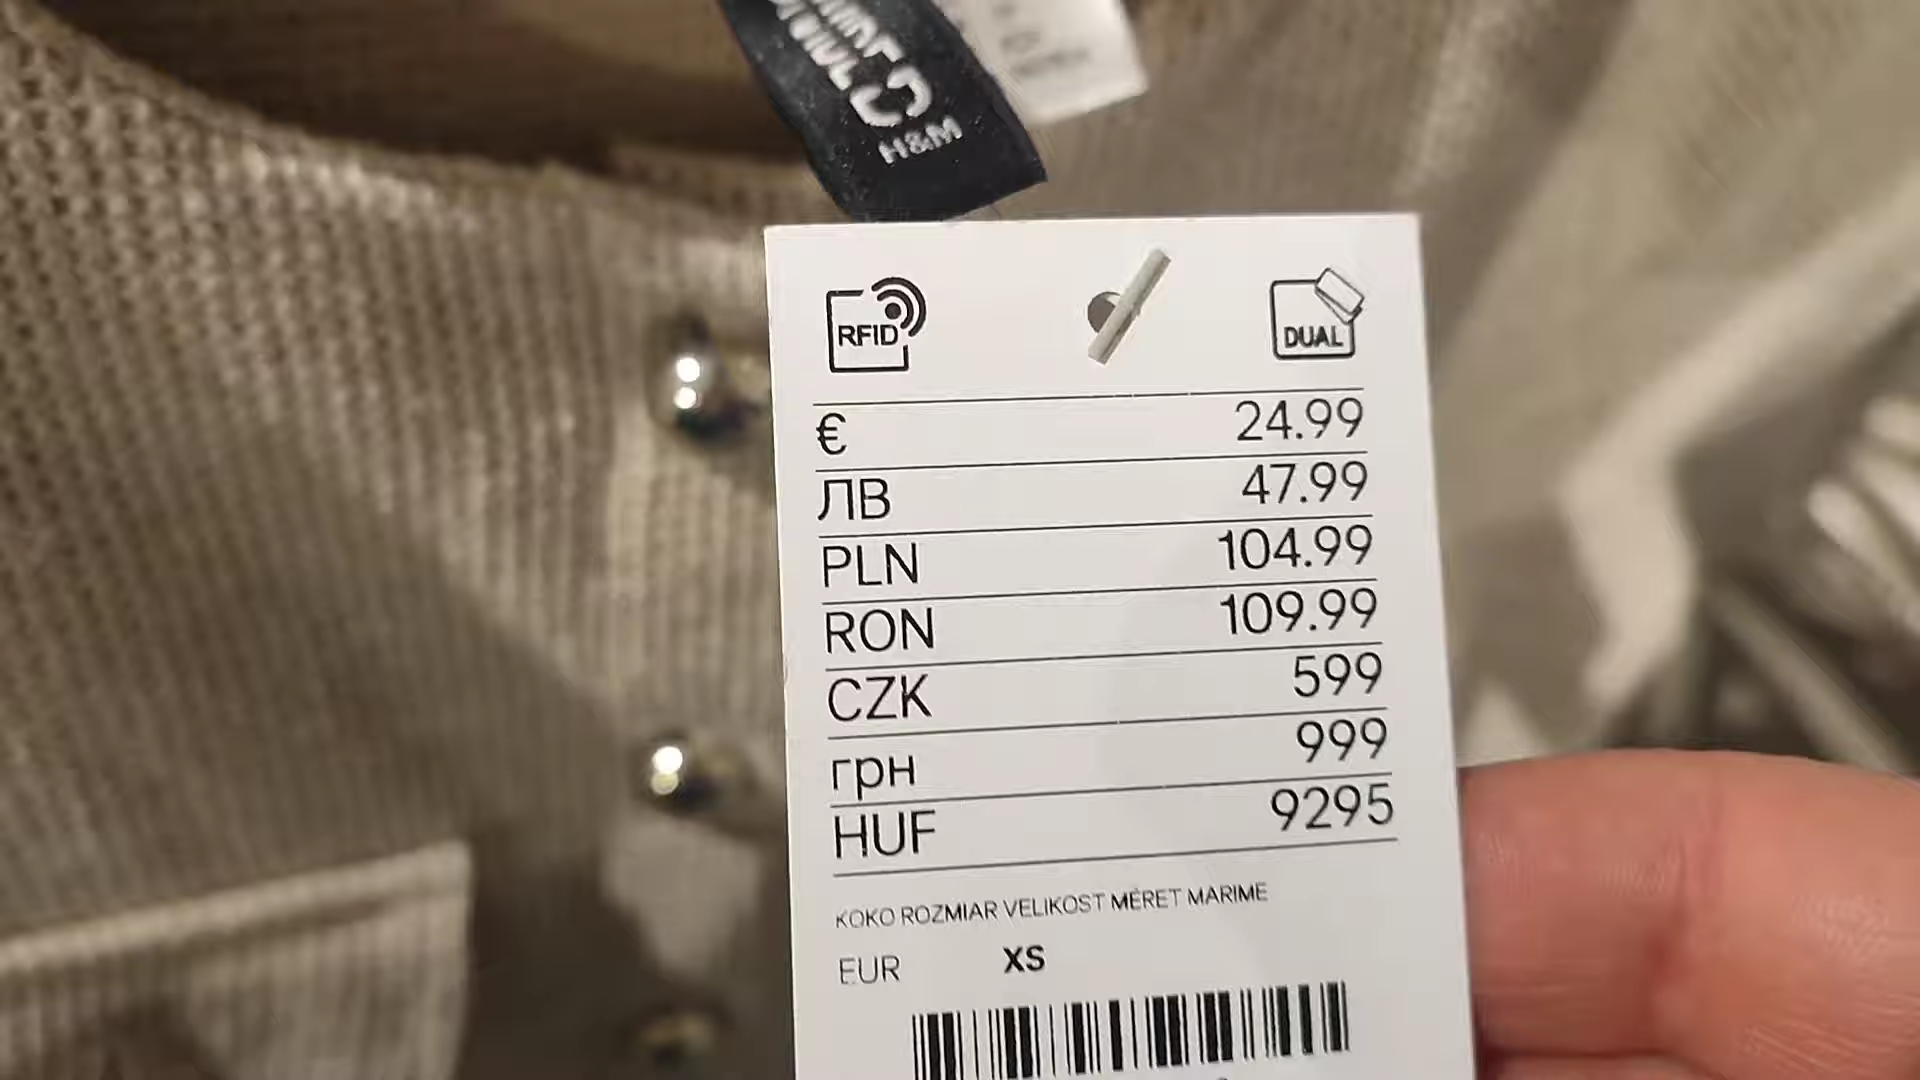 H&M
RFID
DUAL
€ 24.99
ЛВ 47.99
PLN 104.99
RON 109.99
CZK 599
грн 999
HUF 9295
KOKO ROZMIAR VELIKOST MÉRET MARIME
EUR XS